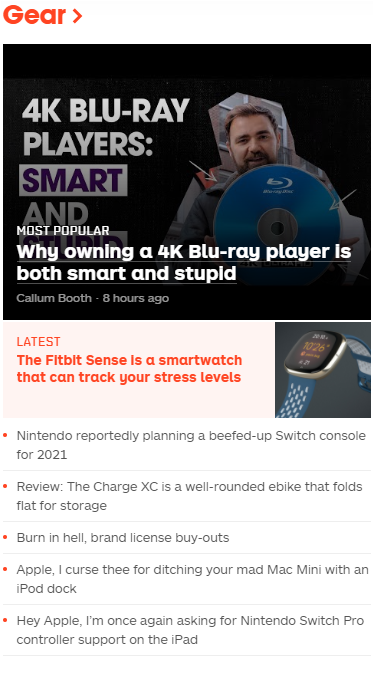 Gear >
4K BLU-RAY
PLAYERS:
SMART
AND
STUPID
Blu-ray Disc
MOST POPULAR
Why owning a 4K Blu-ray player is
both smart and stupid
Callum Booth · 8 hours ago
LATEST
The Fitbit Sense is a smartwatch
that can track your stress levels
Nintendo reportedly planning a beefed-up Switch console
for 2021
Review: The Charge XC is a well-rounded ebike that folds
flat for storage
Burn in hell, brand license buy-outs
Apple, I curse thee for ditching your mad Mac Mini with an
iPod dock
Hey Apple, I'm once again asking for Nintendo Switch Pro
controller support on the iPad